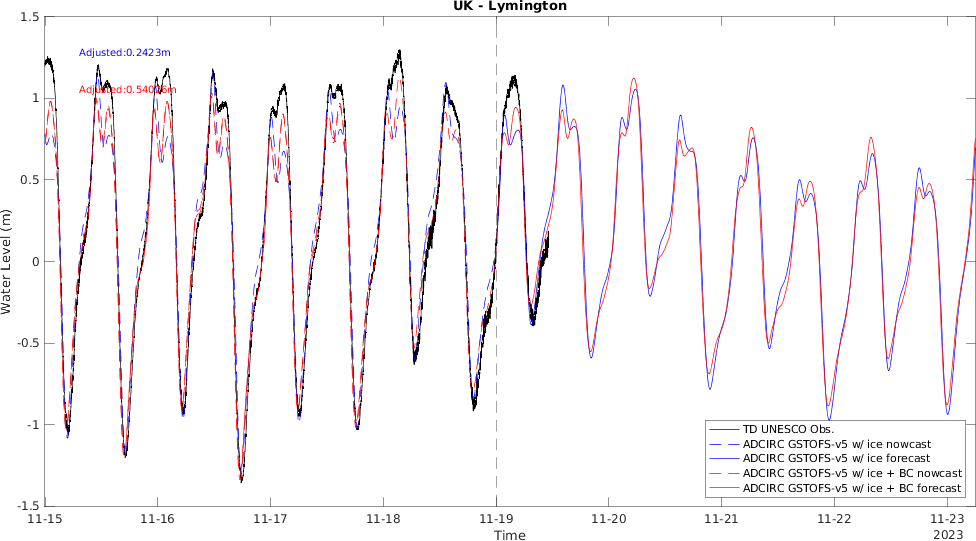 UK - Lymington
1.5
1
0.5
0
-0.5
-1
-1.5
Water Level (m)
Adjusted:0.2423m
TD UNESCO Obs.
ADCIRC GSTOFS-v5 w/ ice nowcast
ADCIRC GSTOFS-v5 w/ ice forecast
ADCIRC GSTOFS-v5 w/ ice + BC nowcast
ADCIRC GSTOFS-v5 w/ ice + BC forecast
11-15 11-16 11-17 11-18 11-19 11-20 11-21 11-22 11-23
Time
2023